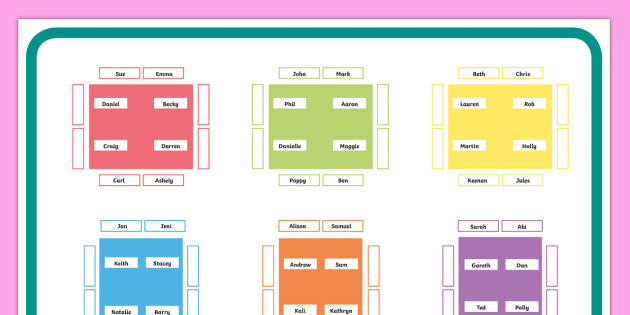 Sue Emma
Daniel Becky
Craig Darren
Carl Ashely
John Mark
Phil Aaron
Danielle Maggie
Poppy Ben
Beth Chris
Lauren Rob
Martin Holly
Keenan Jules
Jan Jeni
Keith Stacey
Natalie Barry
Alison Samuel
Andrew Sam
Kali Kathryn
Sarah Abi
Gareth Dan
Ted Polly